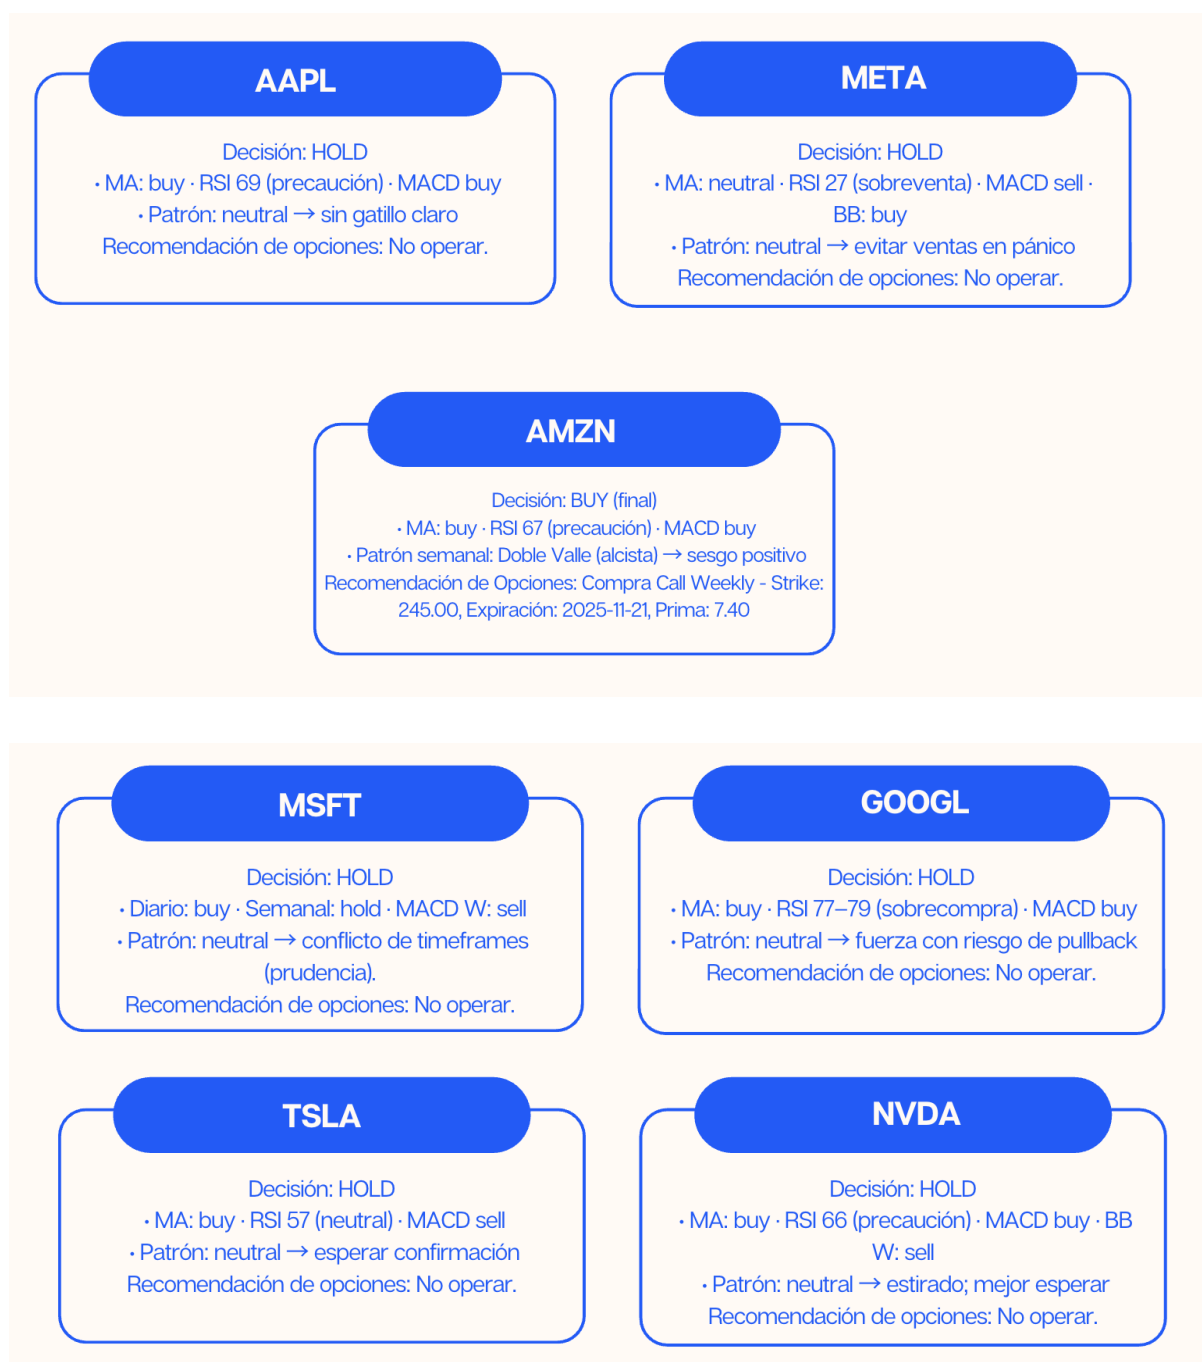 AAPL
Decisión: HOLD
• MA: buy · RSI 69 (precaución) · MACD buy
• Patrón: neutral → sin gatillo claro
Recomendación de opciones: No operar.
META
Decisión: HOLD
• MA: neutral · RSI 27 (sobreventa) · MACD sell ·
BB: buy
• Patrón: neutral → evitar ventas en pánico
Recomendación de opciones: No operar.
AMZN
Decisión: BUY (final)
• MA: buy · RSI 67 (precaución) · MACD buy
• Patrón semanal: Doble Valle (alcista) → sesgo positivo
Recomendación de Opciones: Compra Call Weekly - Strike:
245.00, Expiración: 2025-11-21, Prima: 7.40
MSFT
Decisión: HOLD
• Diario: buy · Semanal: hold · MACD W: sell
• Patrón: neutral → conflicto de timeframes
(prudencia).
Recomendación de opciones: No operar.
GOOGL
Decisión: HOLD
• MA: buy · RSI 77–79 (sobrecompra) · MACD buy
• Patrón: neutral → fuerza con riesgo de pullback
Recomendación de opciones: No operar.
TSLA
Decisión: HOLD
• MA: buy · RSI 57 (neutral) · MACD sell
• Patrón: neutral → esperar confirmación
Recomendación de opciones: No operar.
NVDA
Decisión: HOLD
• MA: buy · RSI 66 (precaución) · MACD buy · BB
W: sell
• Patrón: neutral → estirado; mejor esperar
Recomendación de opciones: No operar.